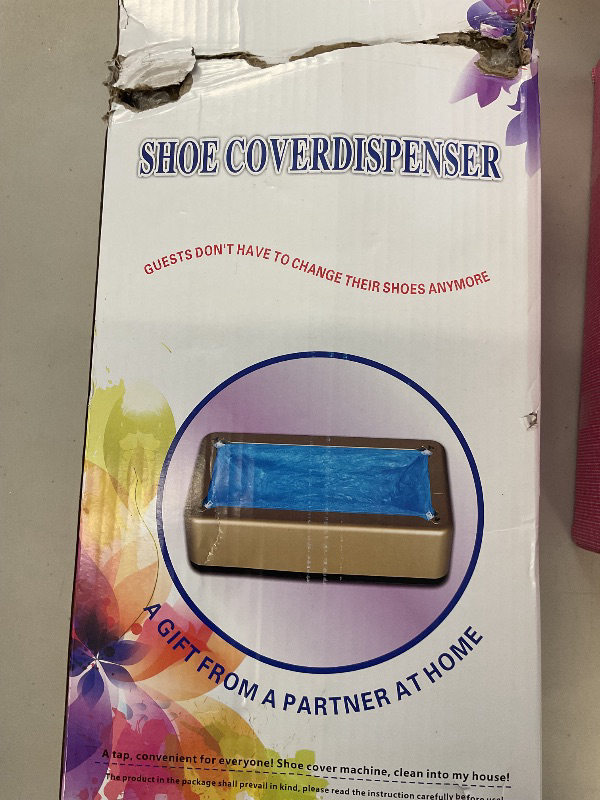 SHOE COVERDISPENSER
GUESTS DON'T HAVE TO CHANGE THEIR SHOES ANYMORE
A GIFT FROM A PARTNER AT HOME
A tap, convenient for everyone! Shoe cover machine, clean into my house!
The product in the package shall prevail in kind, please read the instruction carefully before use!